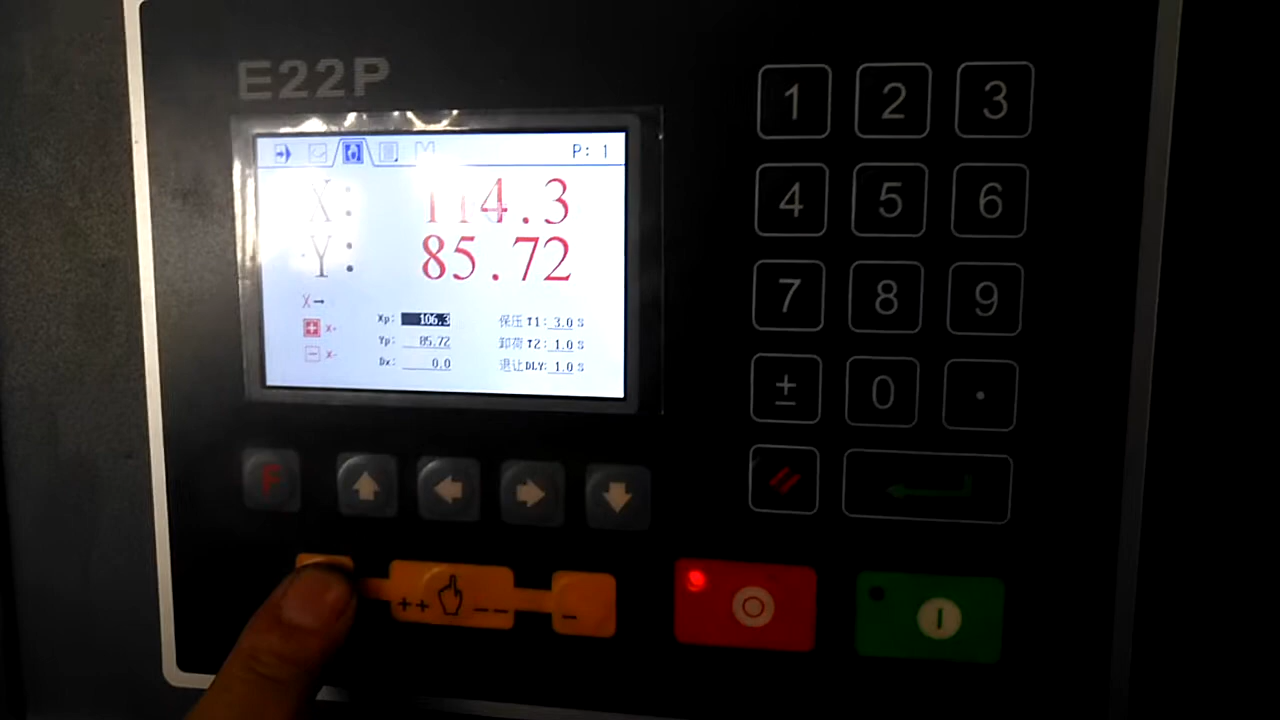 E22P
P: 1
X: 114.3
Y: 85.72
X→
X+
X-
Xp: 106.3
Yp: 85.72
Dx: 0.0
保压 T1: 3.0 S
卸荷 T2: 1.0 S
退让 DLY: 1.0 S
1 2 3
4 5 6
7 8 9
± 0 .
F
++ --
-